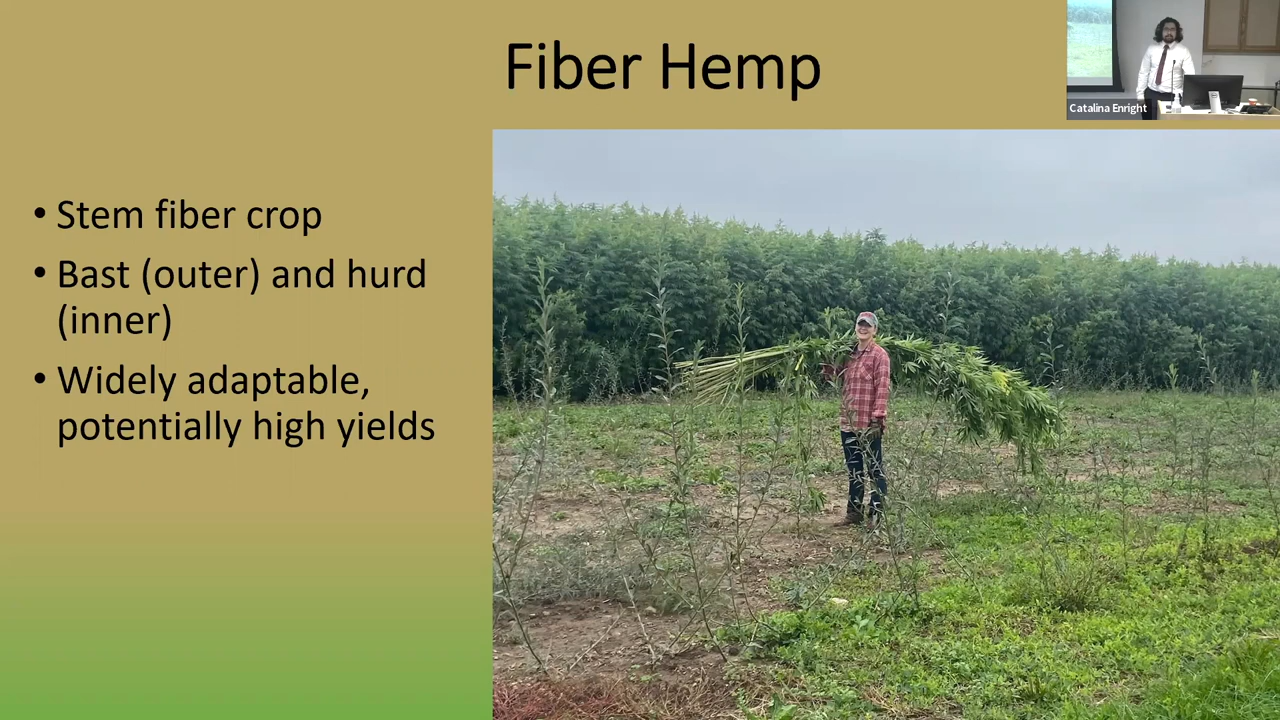 Fiber Hemp
Catalina Enright
• Stem fiber crop
• Bast (outer) and hurd
(inner)
• Widely adaptable,
potentially high yields